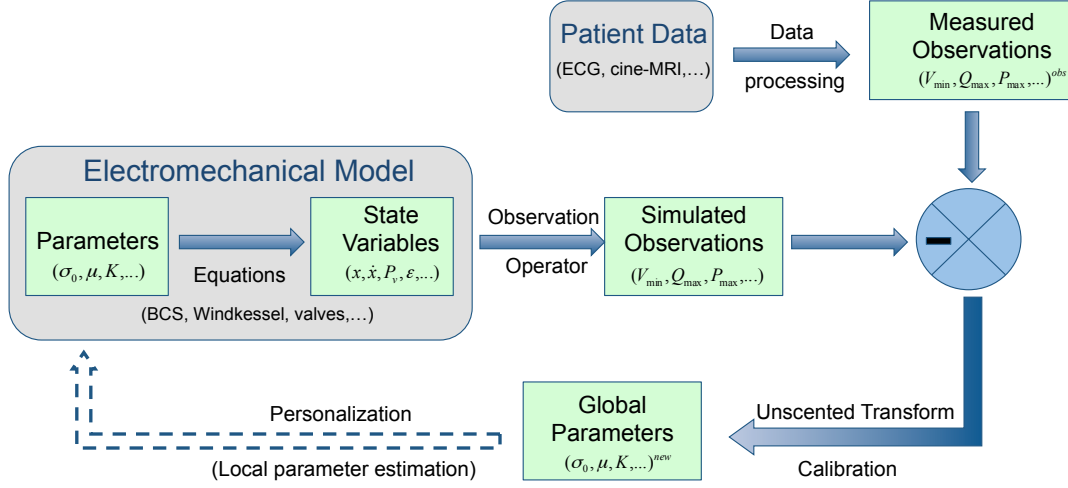 Patient Data
(ECG, cine-MRI,…)
Data
processing
Measured
Observations
(V_min, Q_max, P_max,...)^obs
Electromechanical Model
Parameters
(σ_0, μ, K,...)
Equations
State
Variables
(x, ẋ, P_v, ε,...)
(BCS, Windkessel, valves,…)
Observation
Operator
Simulated
Observations
(V_min, Q_max, P_max,...)
-
Personalization
(Local parameter estimation)
Global
Parameters
(σ_0, μ, K,...)^new
Unscented Transform
Calibration